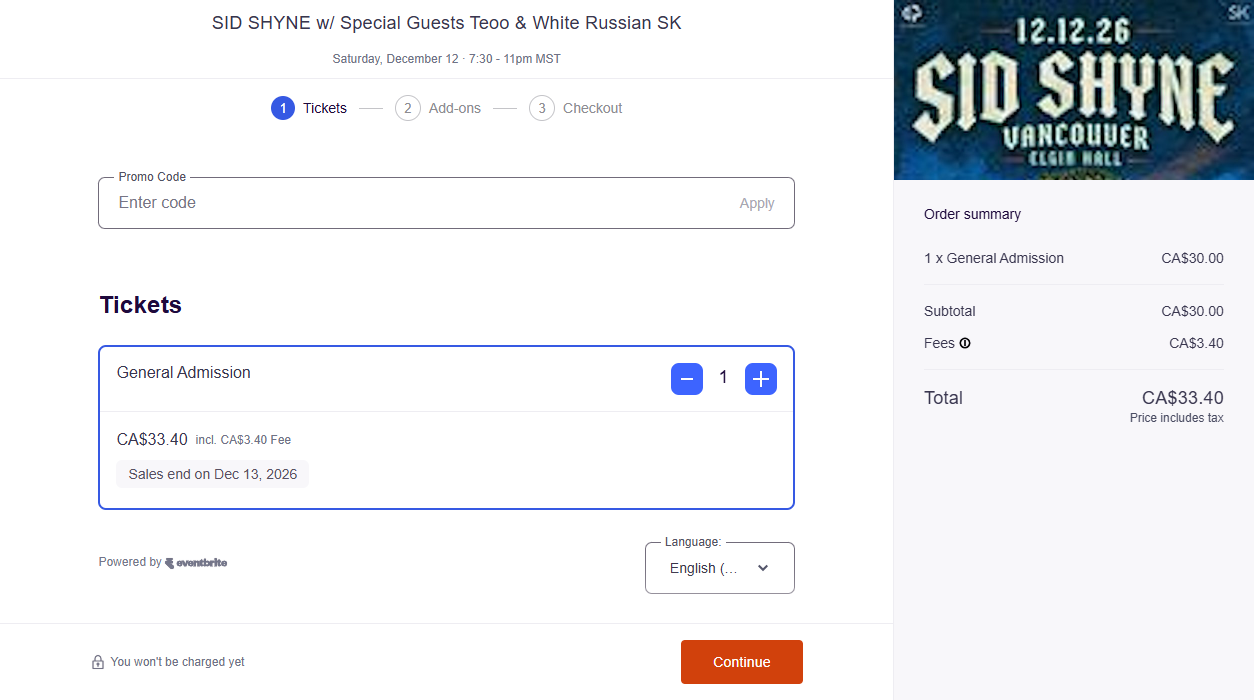 SID SHYNE w/ Special Guests Teoo & White Russian SK
Saturday, December 12 · 7:30 - 11pm MST
1 Tickets 2 Add-ons 3 Checkout
Promo Code
Enter code Apply
Tickets
General Admission 1
CA$33.40 incl. CA$3.40 Fee
Sales end on Dec 13, 2026
Powered by eventbrite
Language:
English (...
You won't be charged yet
Continue
SK
12.12.26
SID SHYNE
VANCOUVER
ELGIN HALL
Order summary
1 x General Admission CA$30.00
Subtotal CA$30.00
Fees CA$3.40
Total CA$33.40
Price includes tax